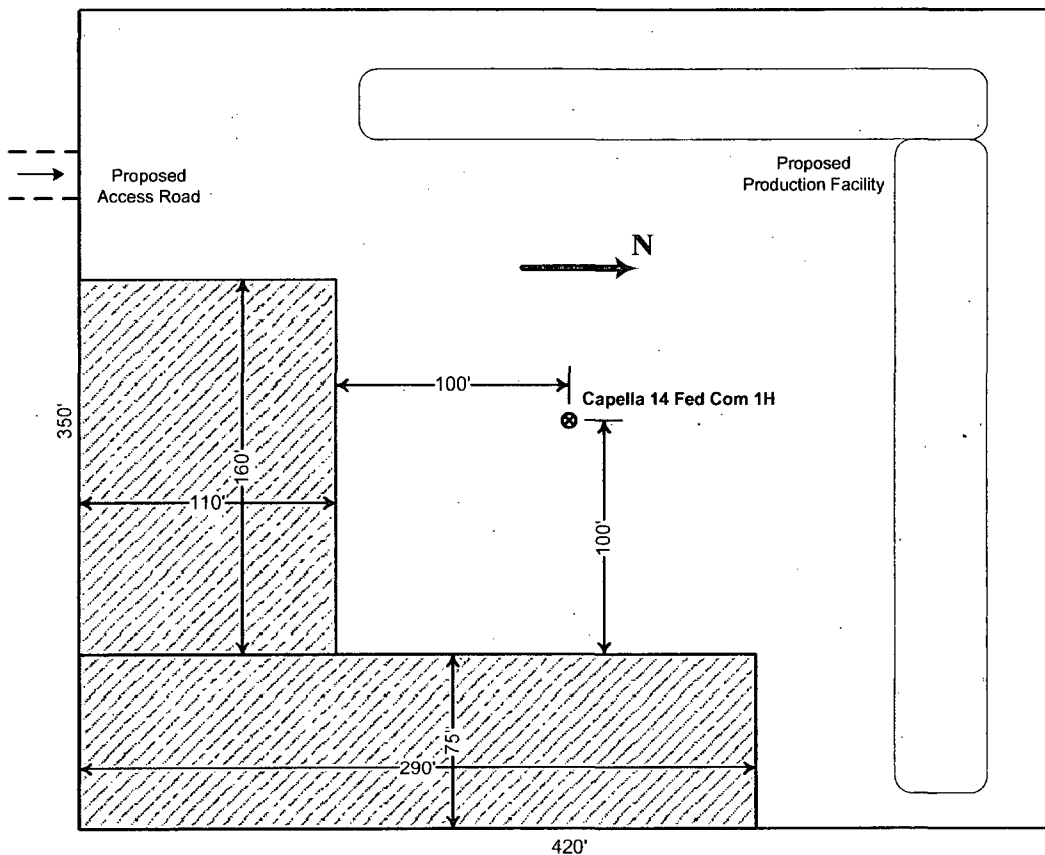 Proposed
Access Road
Proposed
Production Facility
N
100'
Capella 14 Fed Com 1H
350'
160'
110'
100'
75'
290'
420'